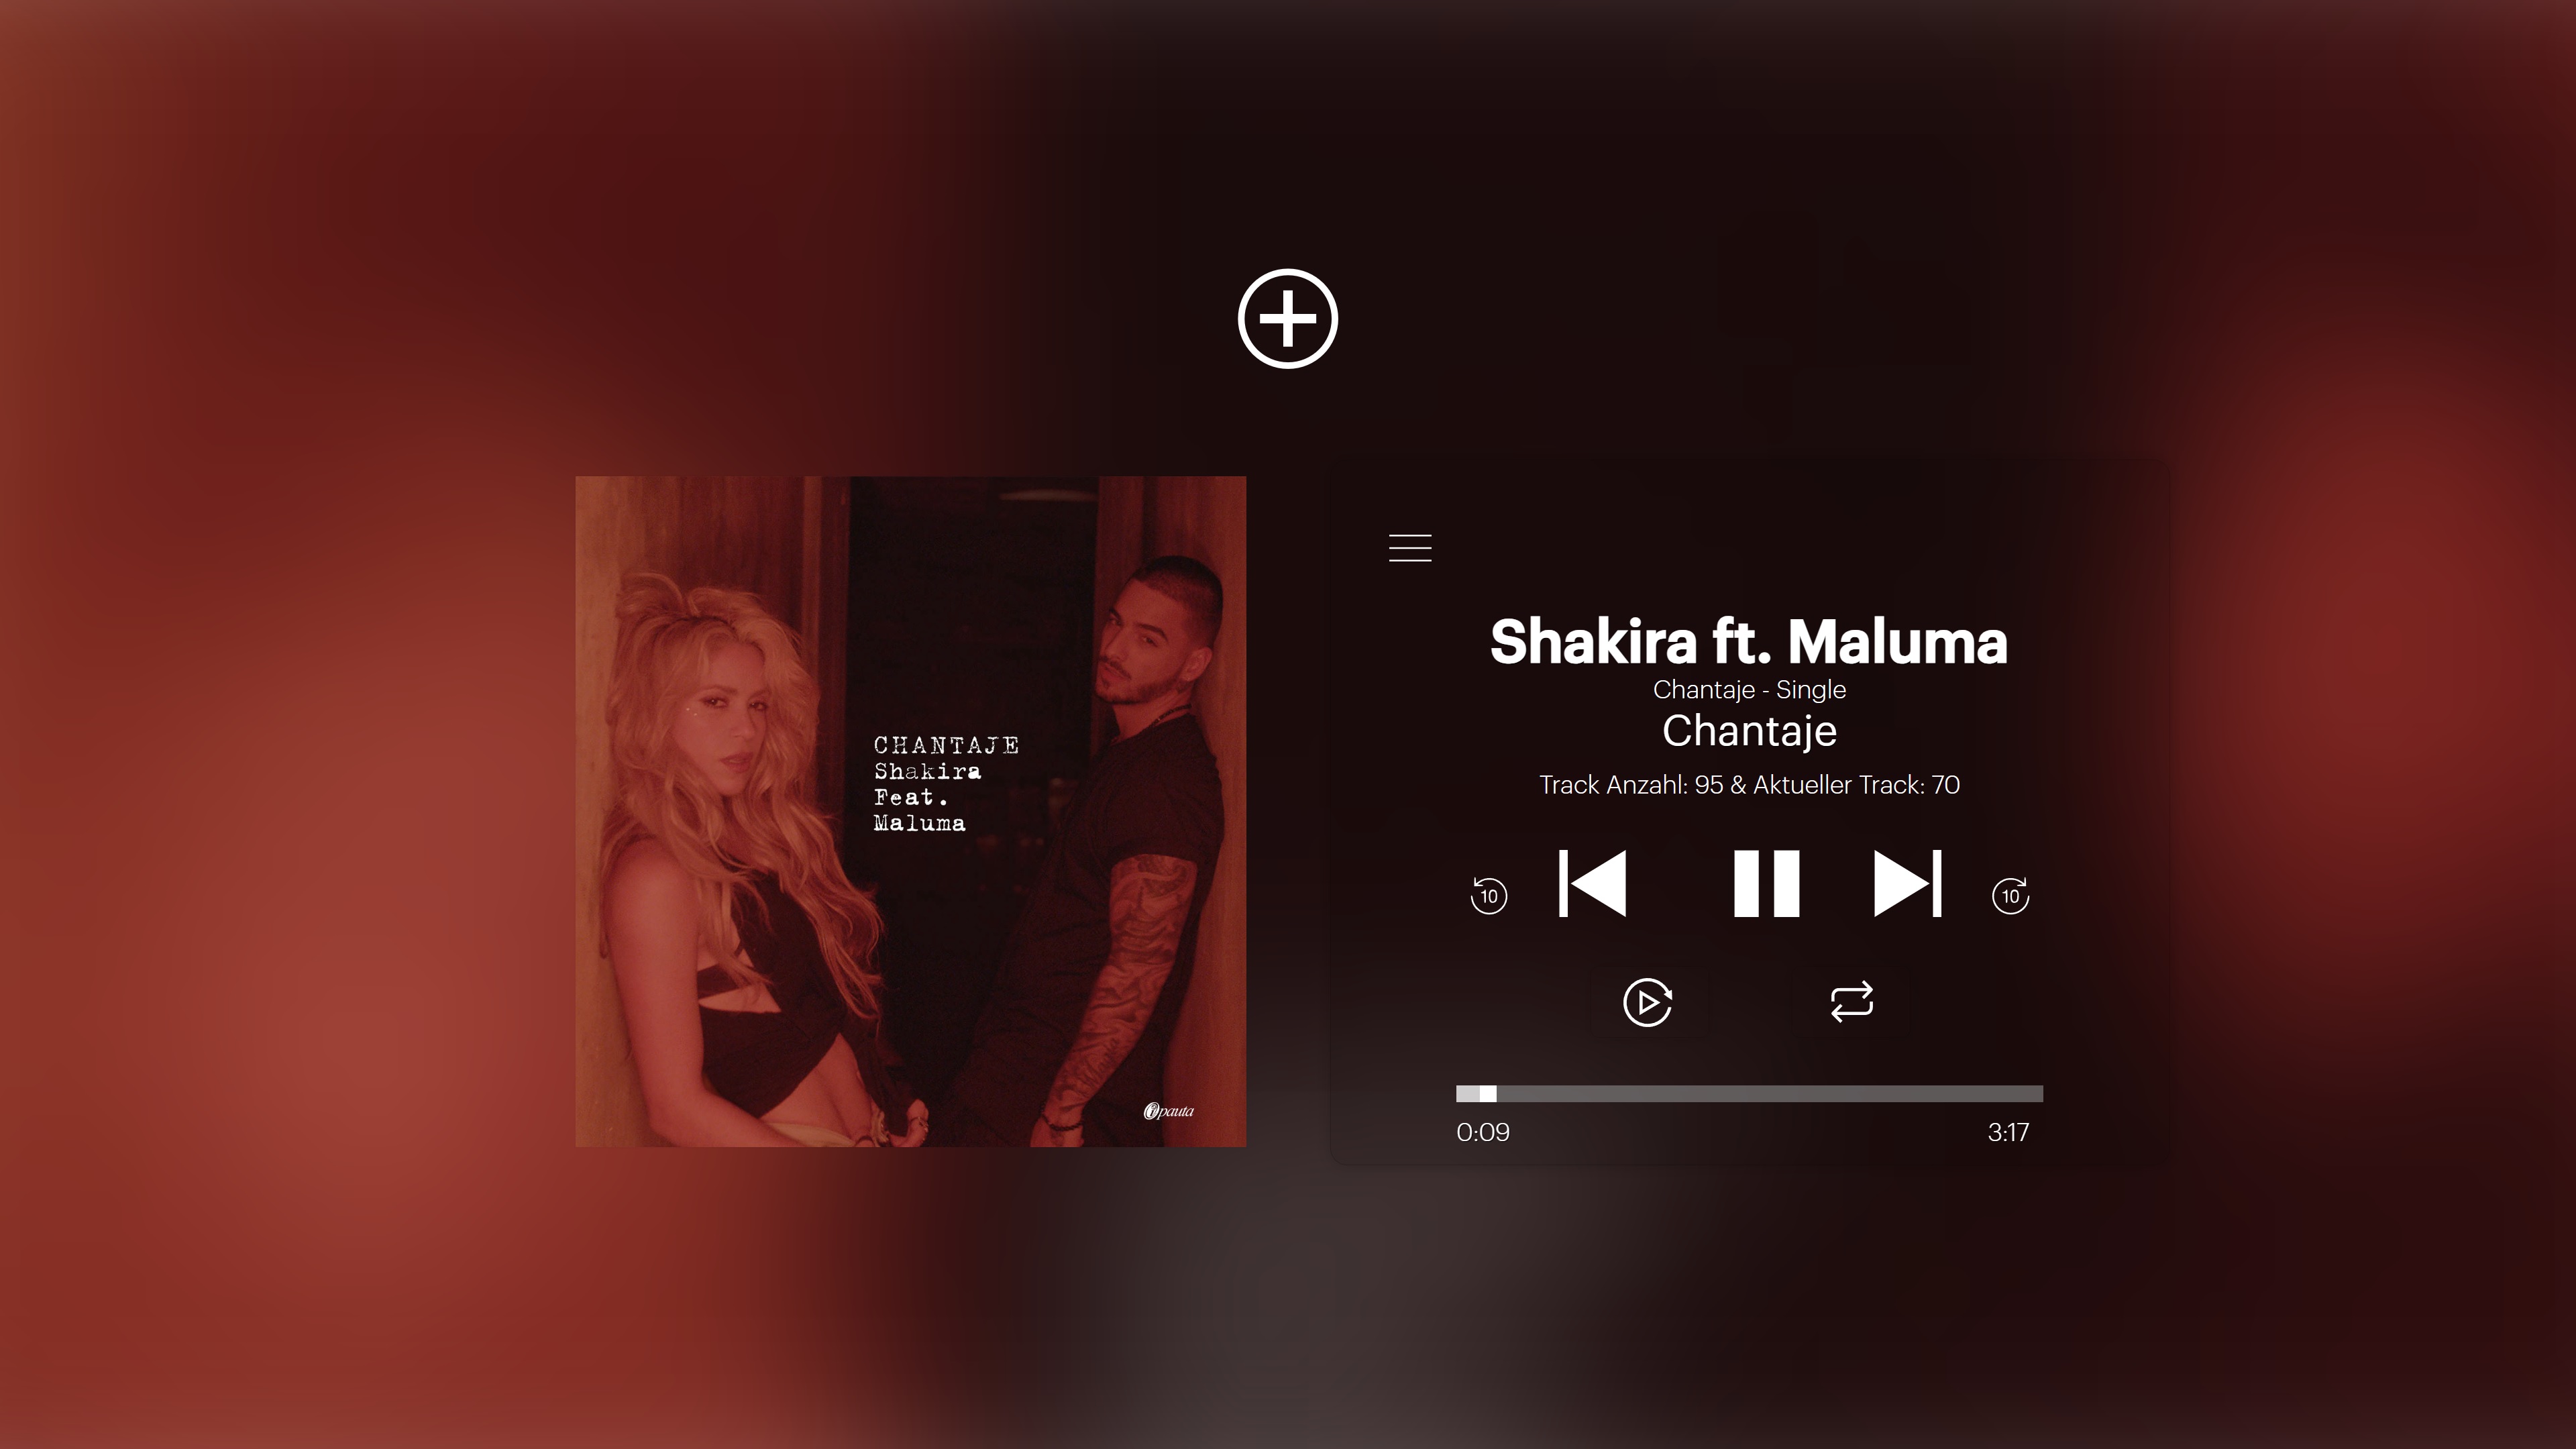 CHANTAJE
Shakira
Feat.
Maluma
pauta
Shakira ft. Maluma
Chantaje - Single
Chantaje
Track Anzahl: 95 & Aktueller Track: 70
10
10
0:09
3:17